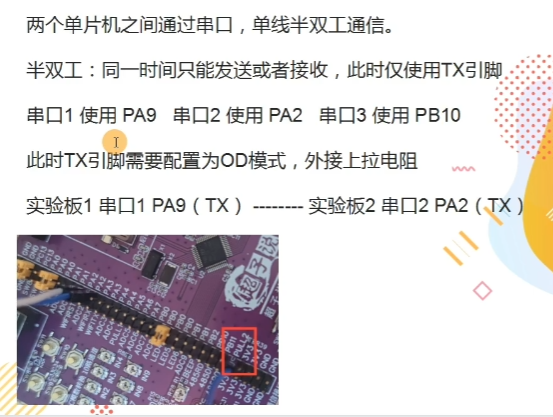 两个单片机之间通过串口，单线半双工通信。
半双工：同一时间只能发送或者接收，此时仅使用TX引脚
串口1 使用 PA9 串口2 使用 PA2 串口3 使用 PB10
此时TX引脚需要配置为OD模式，外接上拉电阻
实验板1 串口1 PA9（TX） -------- 实验板2 串口2 PA2（TX）